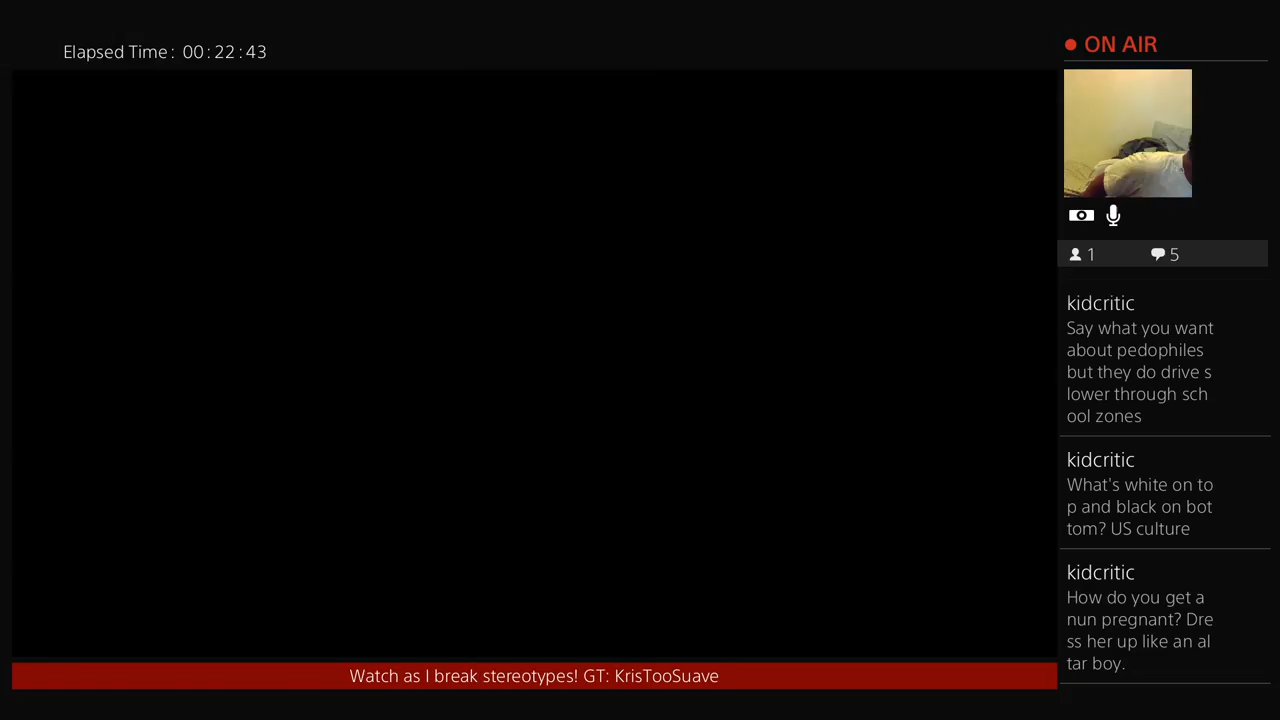 Elapsed Time: 00:22:43
ON AIR
1
5
kidcritic
Say what you want
about pedophiles
but they do drive s
lower through sch
ool zones
kidcritic
What's white on to
p and black on bot
tom? US culture
kidcritic
How do you get a
nun pregnant? Dre
ss her up like an al
tar boy.
Watch as I break stereotypes! GT: KrisTooSuave